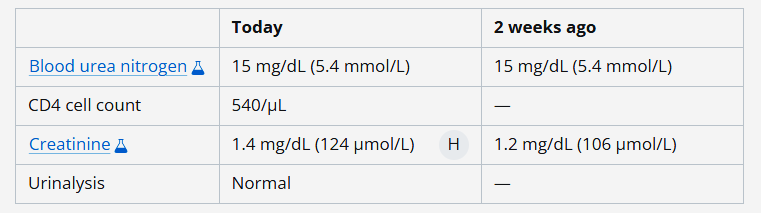 Today 2 weeks ago
Blood urea nitrogen 15 mg/dL (5.4 mmol/L) 15 mg/dL (5.4 mmol/L)
CD4 cell count 540/μL —
Creatinine 1.4 mg/dL (124 μmol/L) H 1.2 mg/dL (106 μmol/L)
Urinalysis Normal —